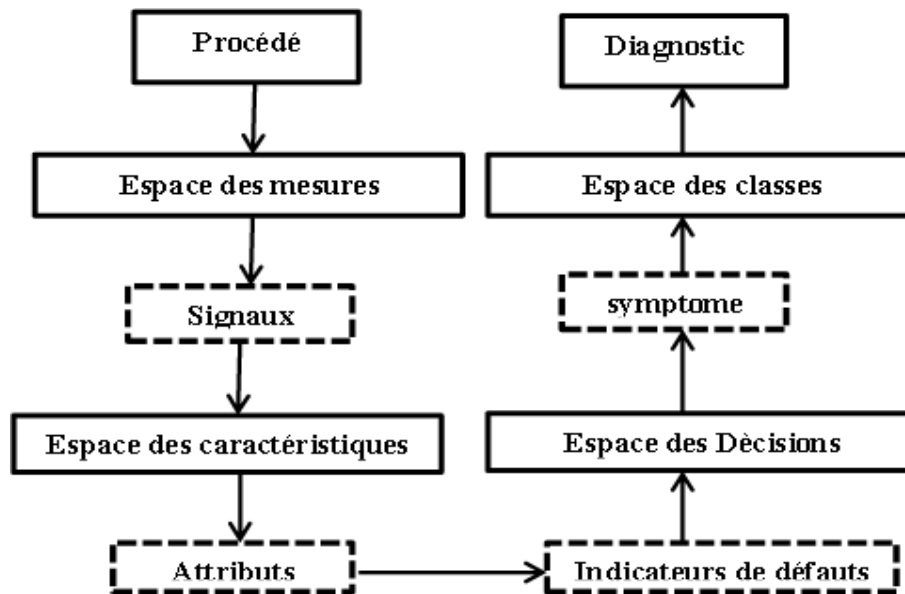 Procédé
Espace des mesures
Signaux
Espace des caractéristiques
Attributs
Indicateurs de défauts
Espace des Dècisions
symptome
Espace des classes
Diagnostic